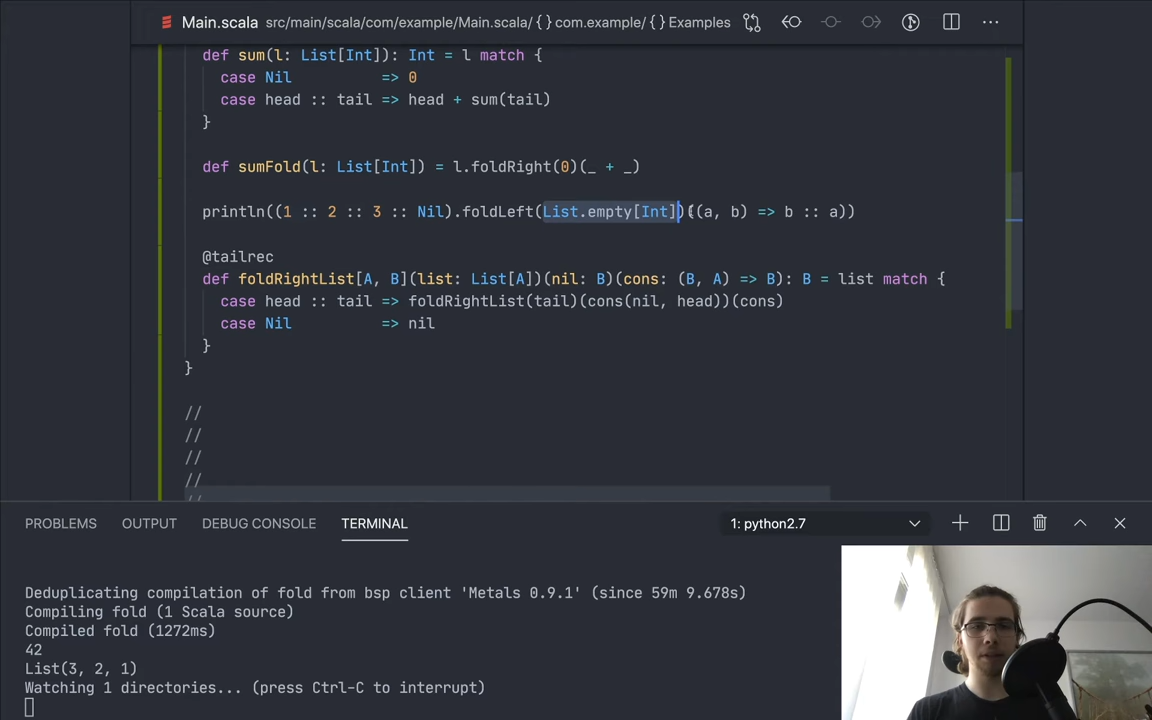 Main.scala src/main/scala/com/example/Main.scala/ {} com.example/ {} Examples
def sum(l: List[Int]): Int = l match {
case Nil => 0
case head :: tail => head + sum(tail)
}
def sumFold(l: List[Int]) = l.foldRight(0)(_ + _)
println((1 :: 2 :: 3 :: Nil).foldLeft(List.empty[Int])((a, b) => b :: a))
@tailrec
def foldRightList[A, B](list: List[A])(nil: B)(cons: (B, A) => B): B = list match {
case head :: tail => foldRightList(tail)(cons(nil, head))(cons)
case Nil => nil
}
}
//
//
//
//
//
PROBLEMS OUTPUT DEBUG CONSOLE TERMINAL 1: python2.7
Deduplicating compilation of fold from bsp client 'Metals 0.9.1' (since 59m 9.678s)
Compiling fold (1 Scala source)
Compiled fold (1272ms)
42
List(3, 2, 1)
Watching 1 directories... (press Ctrl-C to interrupt)